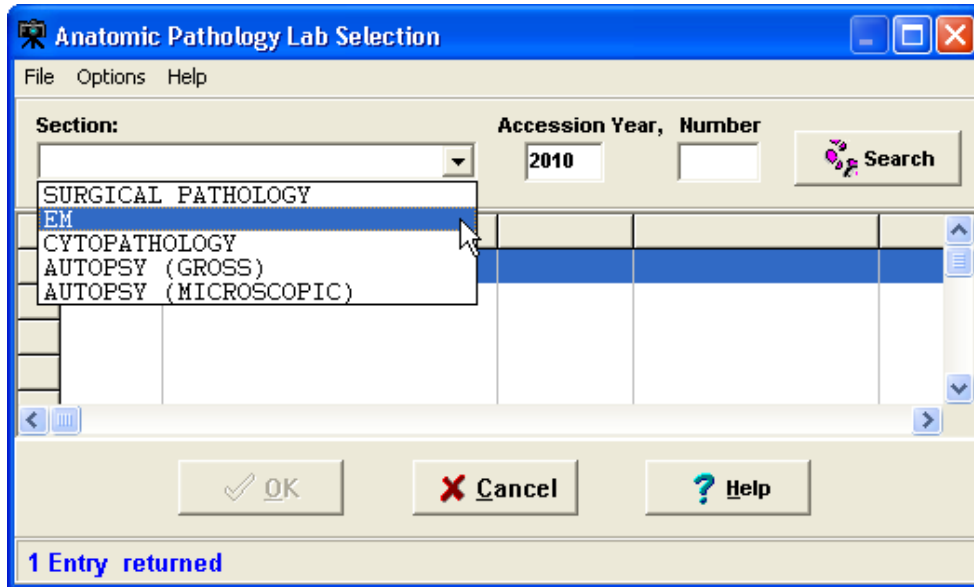 Anatomic Pathology Lab Selection
File Options Help
Section: Accession Year, Number
2010 Search
SURGICAL PATHOLOGY
EM
CYTOPATHOLOGY
AUTOPSY (GROSS)
AUTOPSY (MICROSCOPIC)
OK Cancel Help
1 Entry returned